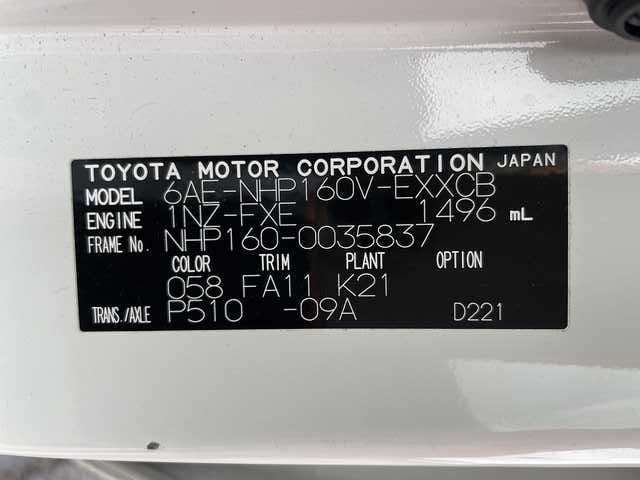 TOYOTA MOTOR CORPORATION JAPAN
MODEL 6AE-NHP160V-EXXCB
ENGINE 1NZ-FXE 1496 mL
FRAME No. NHP160-0035837
COLOR TRIM PLANT OPTION
058 FA11 K21
TRANS./AXLE P510 -09A D221